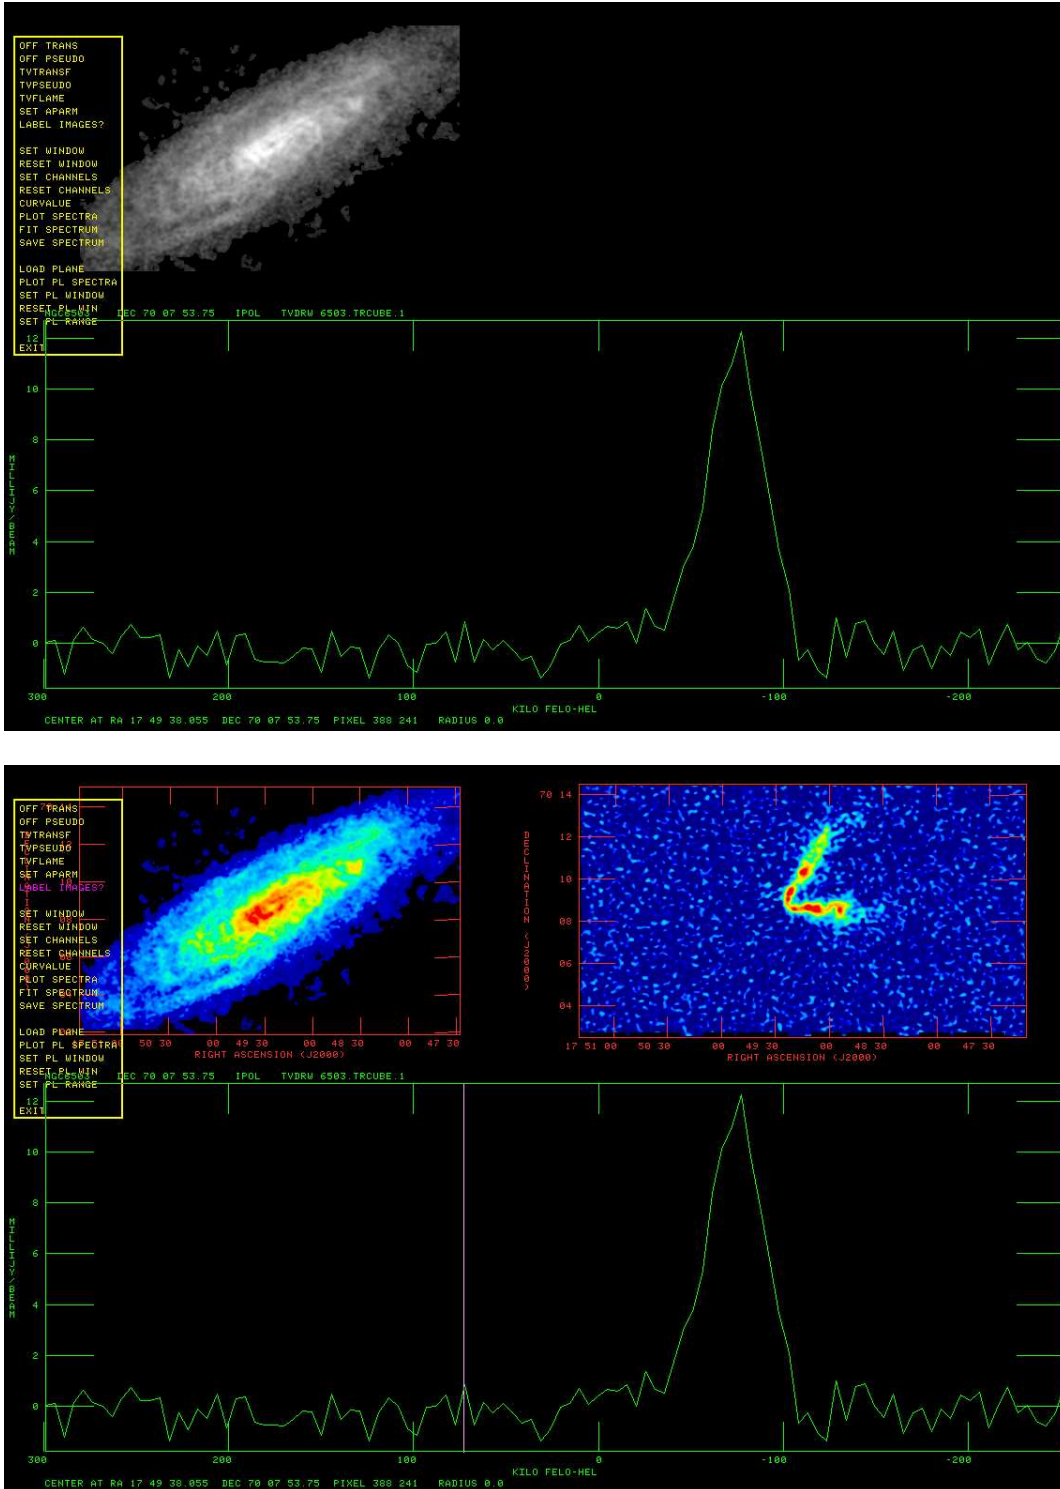 OFF TRANS
OFF PSEUDO
TVTRANSF
TVPSEUDO
TVFLAME
SET APARM
LABEL IMAGES?
SET WINDOW
RESET WINDOW
SET CHANNELS
RESET CHANNELS
CURVALUE
PLOT SPECTRA
FIT SPECTRUM
SAVE SPECTRUM
LOAD PLANE
PLOT PL SPECTRA
SET PL WINDOW
RESET PL WIN
SET PL RANGE
EXIT
NGC6503 DEC 70 07 53.75 IPOL TVDRW 6503.TRCUBE.1
12
10
8
6
4
2
0
MILLIJY/BEAM
300 200 100 0 -100 -200
KILO FELO-HEL
CENTER AT RA 17 49 38.055 DEC 70 07 53.75 PIXEL 388 241 RADIUS 0.0
OFF TRANS
OFF PSEUDO
TVTRANSF
TVPSEUDO
TVFLAME
SET APARM
LABEL IMAGES?
SET WINDOW
RESET WINDOW
SET CHANNELS
RESET CHANNELS
CURVALUE
PLOT SPECTRA
FIT SPECTRUM
SAVE SPECTRUM
LOAD PLANE
PLOT PL SPECTRA
SET PL WINDOW
RESET PL WIN
SET PL RANGE
EXIT
50 30 00 49 30 00 48 30 00 47 30
RIGHT ASCENSION (J2000)
70 14
12
10
08
06
04
DECLINATION (J2000)
17 51 00 50 30 00 49 30 00 48 30 00 47 30
RIGHT ASCENSION (J2000)
NGC6503 DEC 70 07 53.75 IPOL TVDRW 6503.TRCUBE.1
12
10
8
6
4
2
0
MILLIJY/BEAM
300 200 100 0 -100 -200
KILO FELO-HEL
CENTER AT RA 17 49 38.055 DEC 70 07 53.75 PIXEL 388 241 RADIUS 0.0